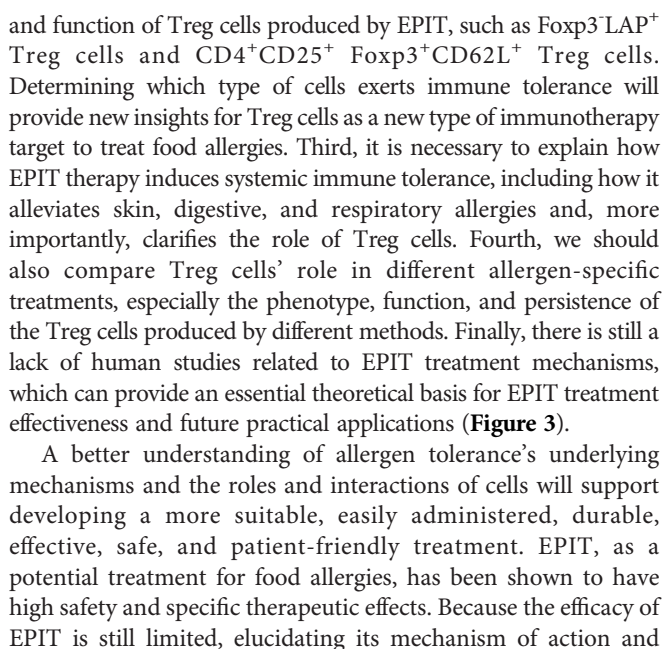 and function of Treg cells produced by EPIT, such as Foxp3⁻LAP⁺
Treg cells and CD4⁺CD25⁺ Foxp3⁺CD62L⁺ Treg cells.
Determining which type of cells exerts immune tolerance will
provide new insights for Treg cells as a new type of immunotherapy
target to treat food allergies. Third, it is necessary to explain how
EPIT therapy induces systemic immune tolerance, including how it
alleviates skin, digestive, and respiratory allergies and, more
importantly, clarifies the role of Treg cells. Fourth, we should
also compare Treg cells’ role in different allergen-specific
treatments, especially the phenotype, function, and persistence of
the Treg cells produced by different methods. Finally, there is still a
lack of human studies related to EPIT treatment mechanisms,
which can provide an essential theoretical basis for EPIT treatment
effectiveness and future practical applications (Figure 3).
A better understanding of allergen tolerance’s underlying
mechanisms and the roles and interactions of cells will support
developing a more suitable, easily administered, durable,
effective, safe, and patient-friendly treatment. EPIT, as a
potential treatment for food allergies, has been shown to have
high safety and specific therapeutic effects. Because the efficacy of
EPIT is still limited, elucidating its mechanism of action and